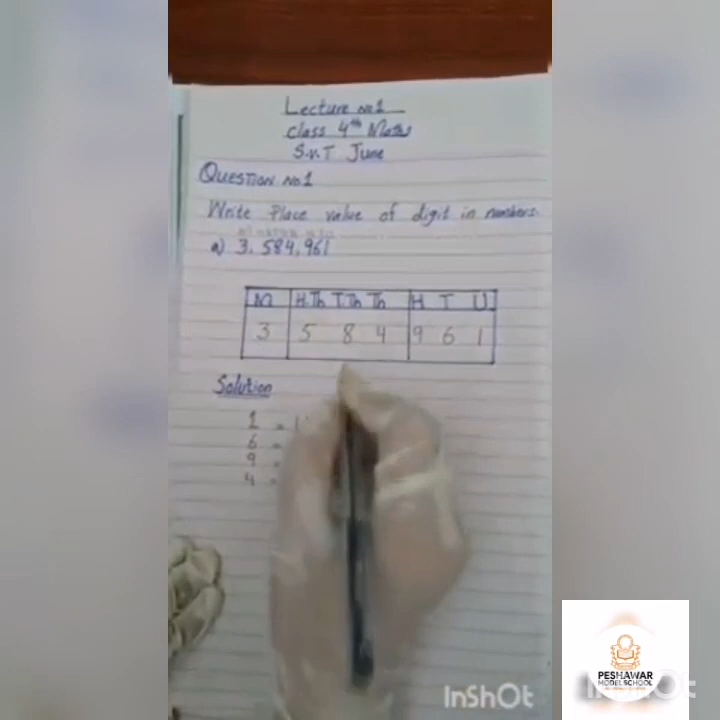 Lecture no 1
class 4th Maths
S.V.T June
QUESTION NO.1
Write Place value of digit in numbers.
a) 3, 584, 961
M H.Th T.Th Th H T U
3 5 8 4 9 6 1
Solution
1 = 1
6 =
9
4 =
PESHAWAR
MODEL SCHOOL
InShOt